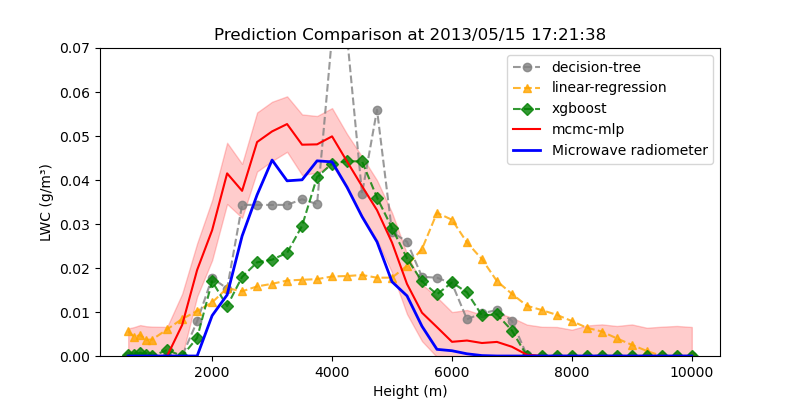 Prediction Comparison at 2013/05/15 17:21:38
0.07
0.06
0.05
0.04
0.03
0.02
0.01
0.00
LWC (g/m³)
decision-tree
linear-regression
xgboost
mcmc-mlp
Microwave radiometer
2000
4000
6000
8000
10000
Height (m)